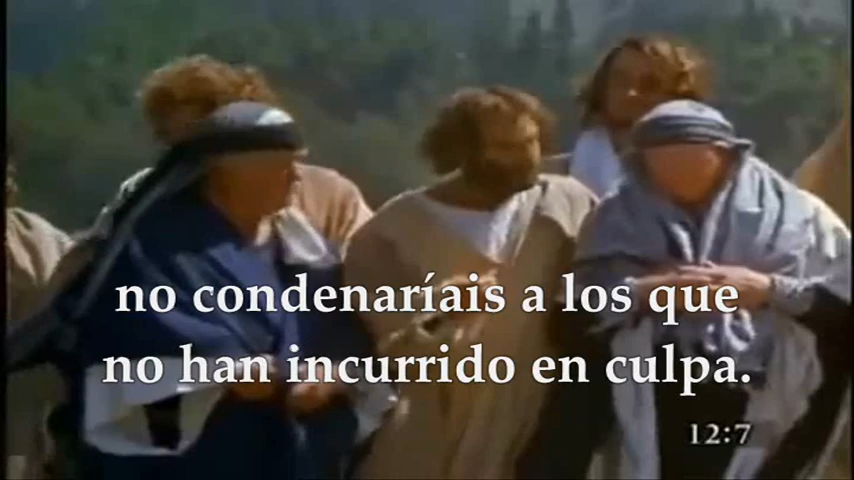 no condenaríais a los que
no han incurrido en culpa.
12:7